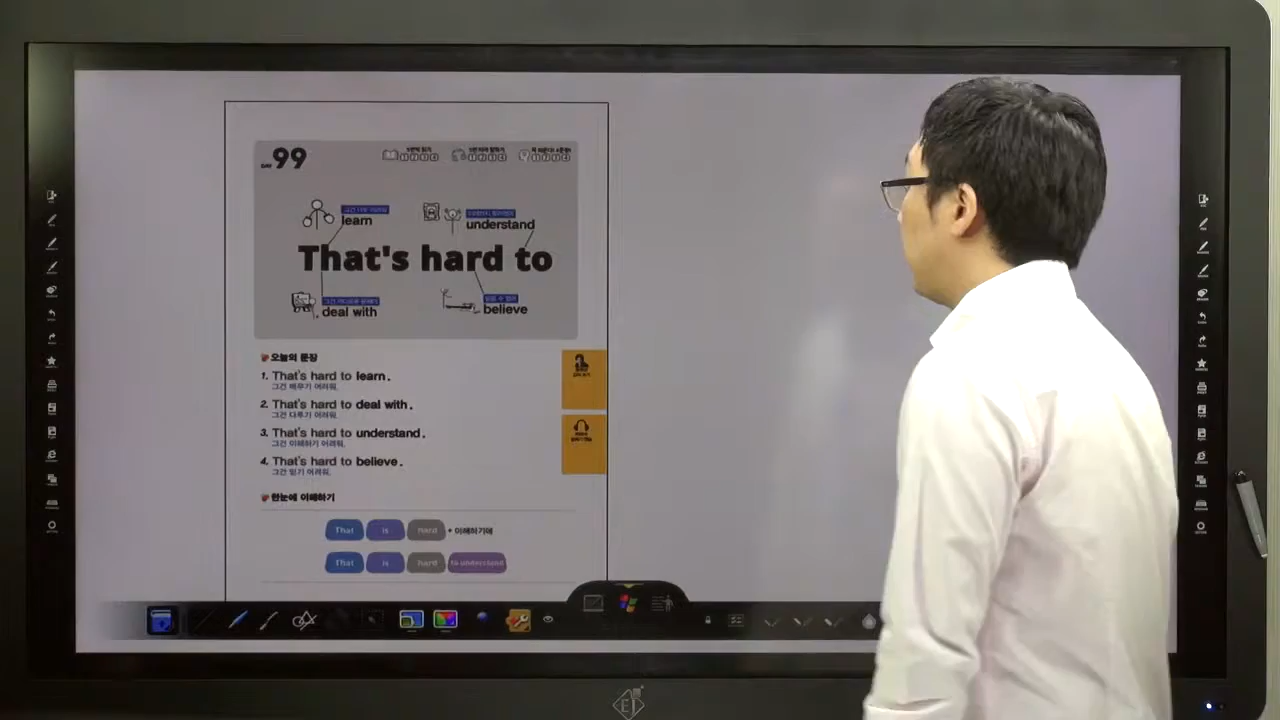 DAY 99
learn
understand
That's hard to
deal with
believe
오늘의 문장
1. That's hard to learn.
그건 배우기 어려워.
2. That's hard to deal with.
그건 다루기 어려워.
3. That's hard to understand.
그건 이해하기 어려워.
4. That's hard to believe.
그건 믿기 어려워.
한눈에 이해하기
That is hard + 이해하기에
That is hard to understand